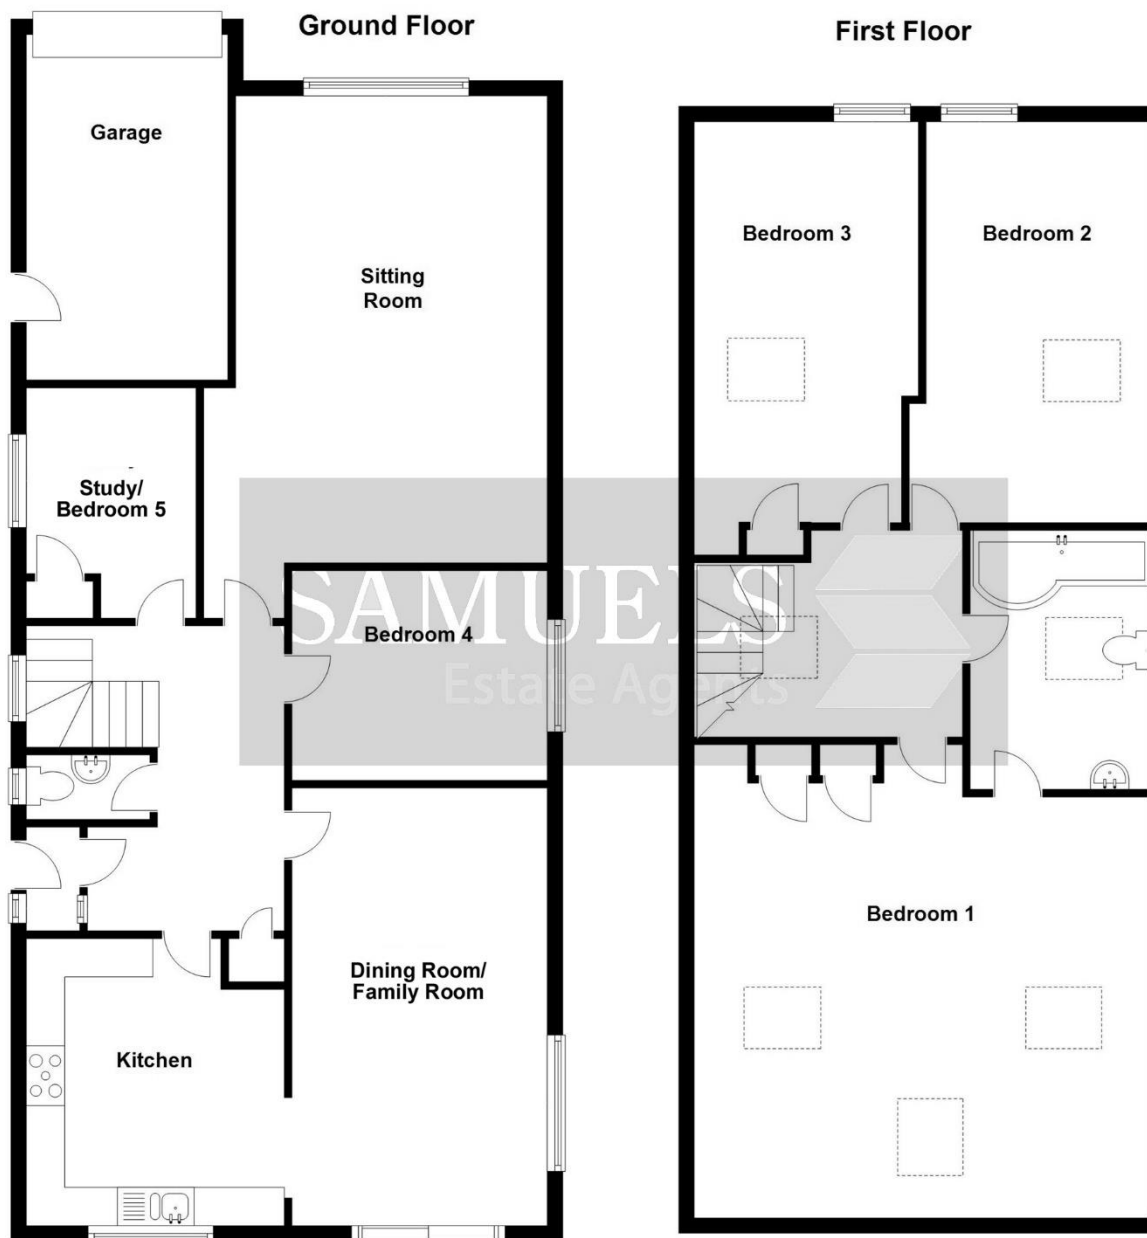 Ground Floor
First Floor
Garage
Sitting
Room
Study/
Bedroom 5
Bedroom 4
Dining Room/
Family Room
Kitchen
Bedroom 3
Bedroom 2
Bedroom 1
SAMUELS
Estate Agents